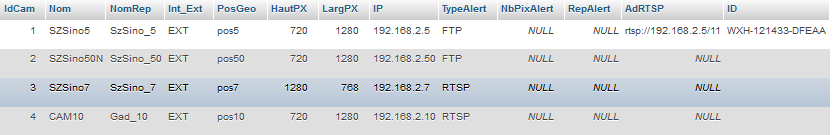 IdCam Nom NomRep Int_Ext PosGeo HautPX LargPX IP TypeAlert NbPixAlert RepAlert AdRTSP ID
1 SZSino5 SzSino_5 EXT pos5 720 1280 192.168.2.5 FTP NULL NULL rtsp://192.168.2.5/11 WXH-121433-DFEAA
2 SZSino50N SzSino_50 EXT pos50 720 1280 192.168.2.50 FTP NULL NULL NULL
3 SZSino7 SzSino_7 EXT pos7 1280 768 192.168.2.7 RTSP NULL NULL NULL
4 CAM10 Gad_10 EXT pos10 720 1280 192.168.2.10 RTSP NULL NULL NULL